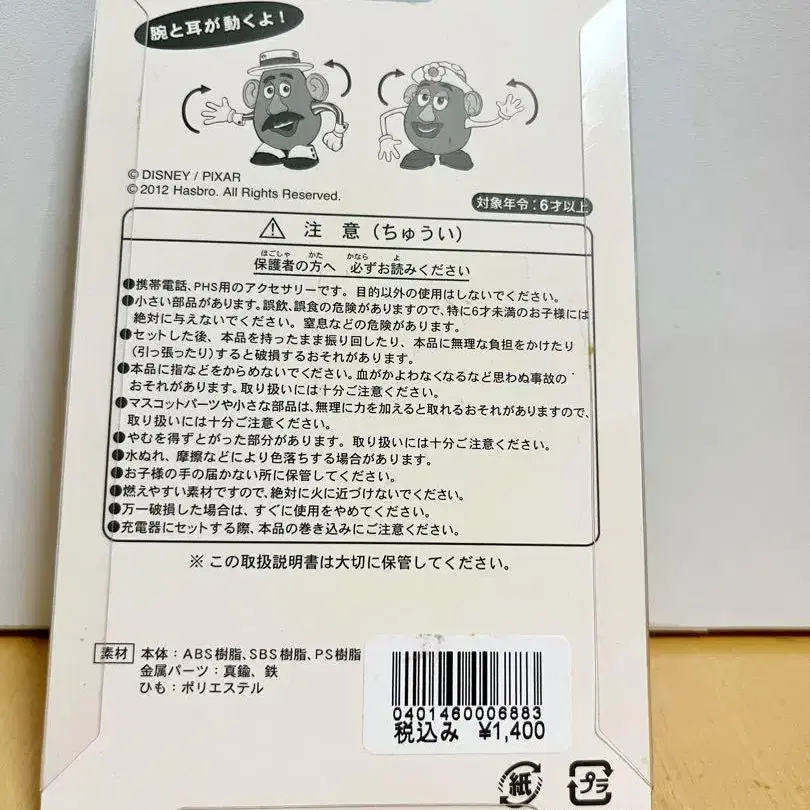 腕と耳が動くよ！
© DISNEY / PIXAR
© 2012 Hasbro. All Rights Reserved.
対象年令：6才以上
⚠ 注 意（ちゅうい）
ほごしゃ かた かなら よ
保護者の方へ 必ずお読みください
●携帯電話、PHS用のアクセサリーです。目的以外の使用はしないでください。
●小さい部品があります。誤飲、誤食の危険がありますので、特に6才未満のお子様には
絶対に与えないでください。窒息などの危険があります。
●セットした後、本品を持ったまま振り回したり、本品に無理な負担をかけたり
（引っ張ったり）すると破損するおそれがあります。
●本品に指などをからめないでください。血がかよわなくなるなど思わぬ事故の
おそれがあります。取り扱いには十分ご注意ください。
●マスコットパーツや小さな部品は、無理に力を加えると取れるおそれがありますので、
取り扱いには十分ご注意ください。
●やむを得ずとがった部分があります。取り扱いには十分ご注意ください。
●水ぬれ、摩擦などにより色落ちする場合があります。
●お子様の手の届かない所に保管してください。
●燃えやすい素材ですので、絶対に火に近づけないでください。
●万一破損した場合は、すぐに使用をやめてください。
●充電器にセットする際、本品の巻き込みにご注意ください。
※ この取扱説明書は大切に保管してください。
素材 本体：ABS樹脂、SBS樹脂、PS樹脂
金属パーツ：真鍮、鉄
ひも：ポリエステル
0401460006883
税込み ¥1,400
紙 プラ